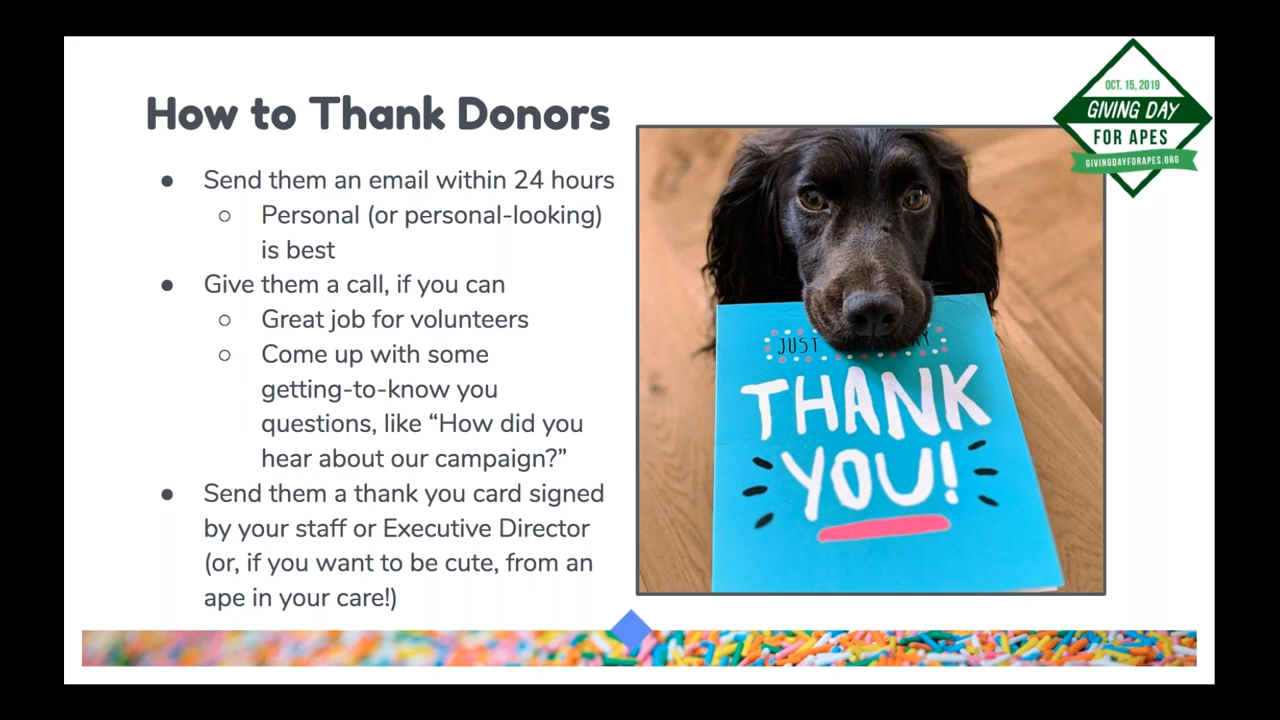 How to Thank Donors
● Send them an email within 24 hours
○ Personal (or personal-looking)
is best
● Give them a call, if you can
○ Great job for volunteers
○ Come up with some
getting-to-know you
questions, like “How did you
hear about our campaign?”
● Send them a thank you card signed
by your staff or Executive Director
(or, if you want to be cute, from an
ape in your care!)
OCT. 15, 2019
GIVING DAY
FOR APES
GIVINGDAYFORAPES.ORG
JUST
THANK
YOU!